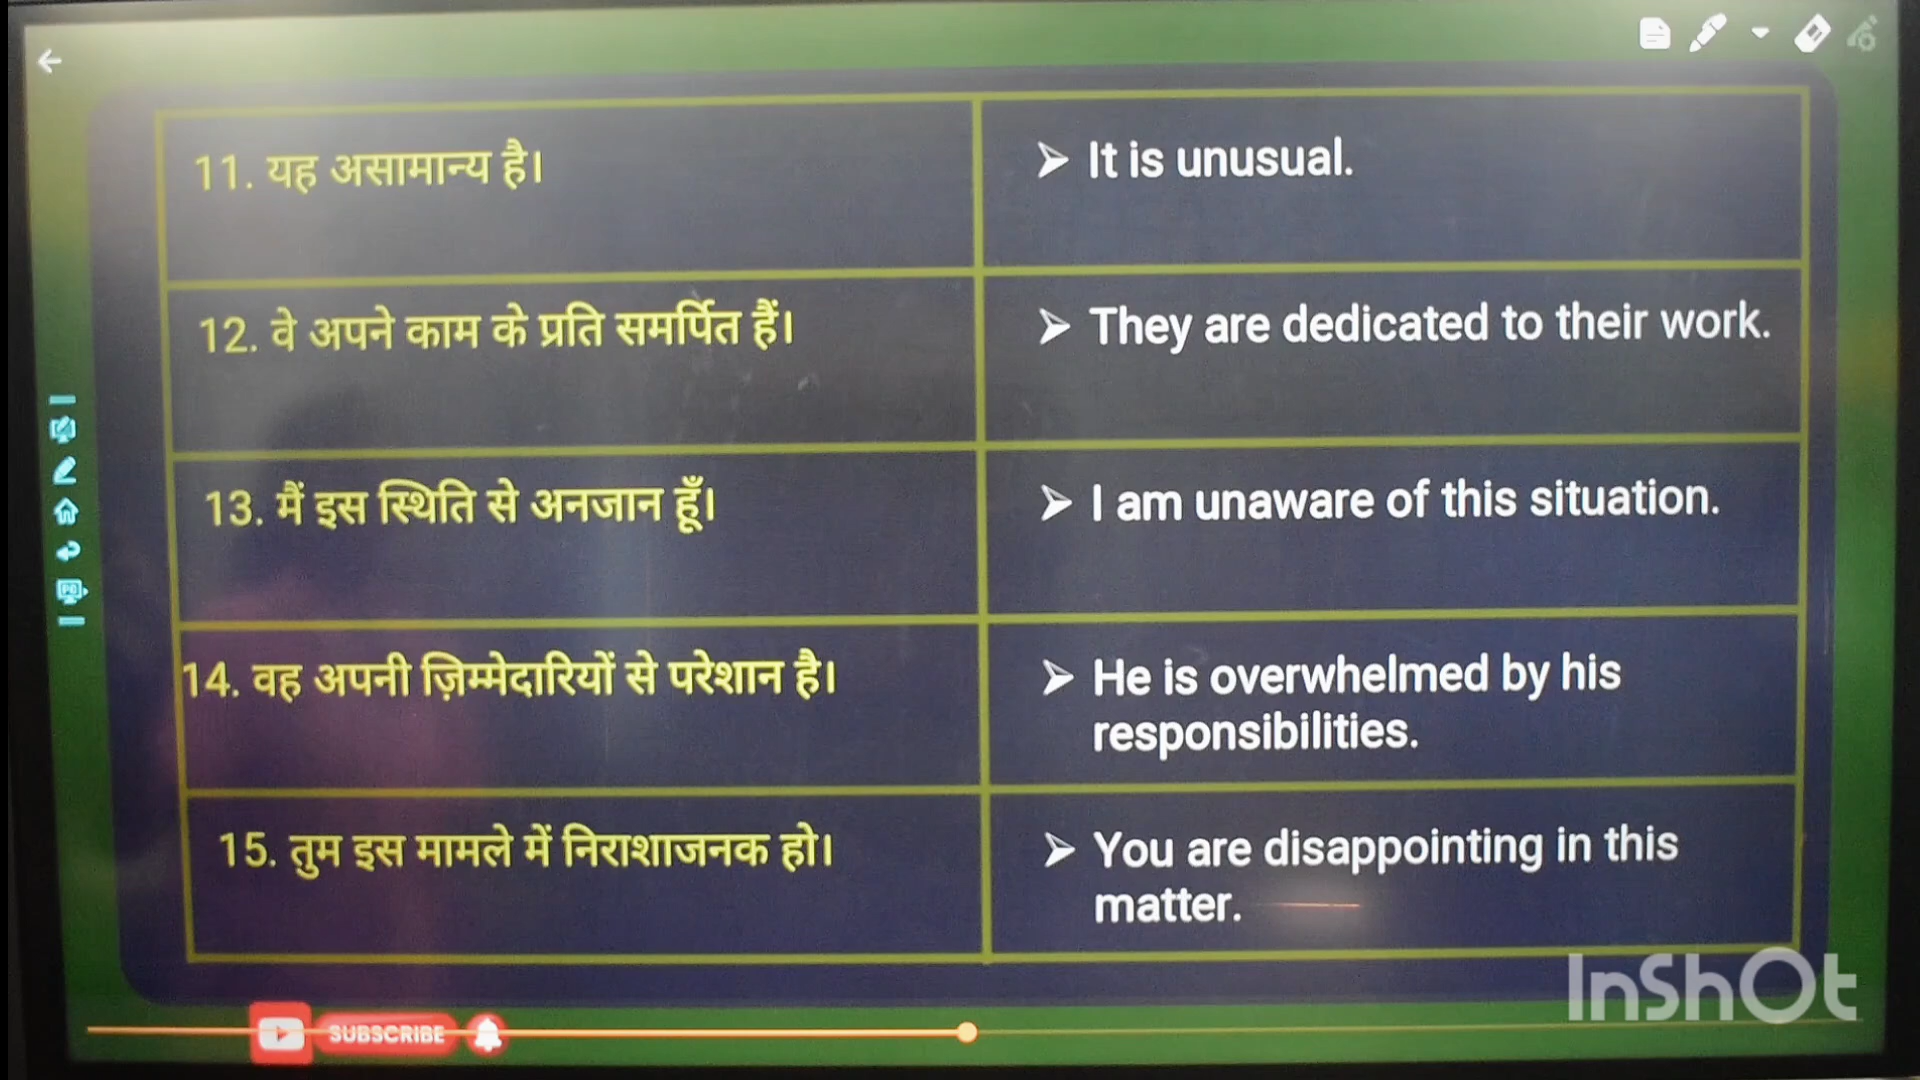 11. यह असामान्य है।
➤ It is unusual.
12. वे अपने काम के प्रति समर्पित हैं।
➤ They are dedicated to their work.
13. मैं इस स्थिति से अनजान हूँ।
➤ I am unaware of this situation.
14. वह अपनी ज़िम्मेदारियों से परेशान है।
➤ He is overwhelmed by his
responsibilities.
15. तुम इस मामले में निराशाजनक हो।
➤ You are disappointing in this
matter.
InShOt
SUBSCRIBE